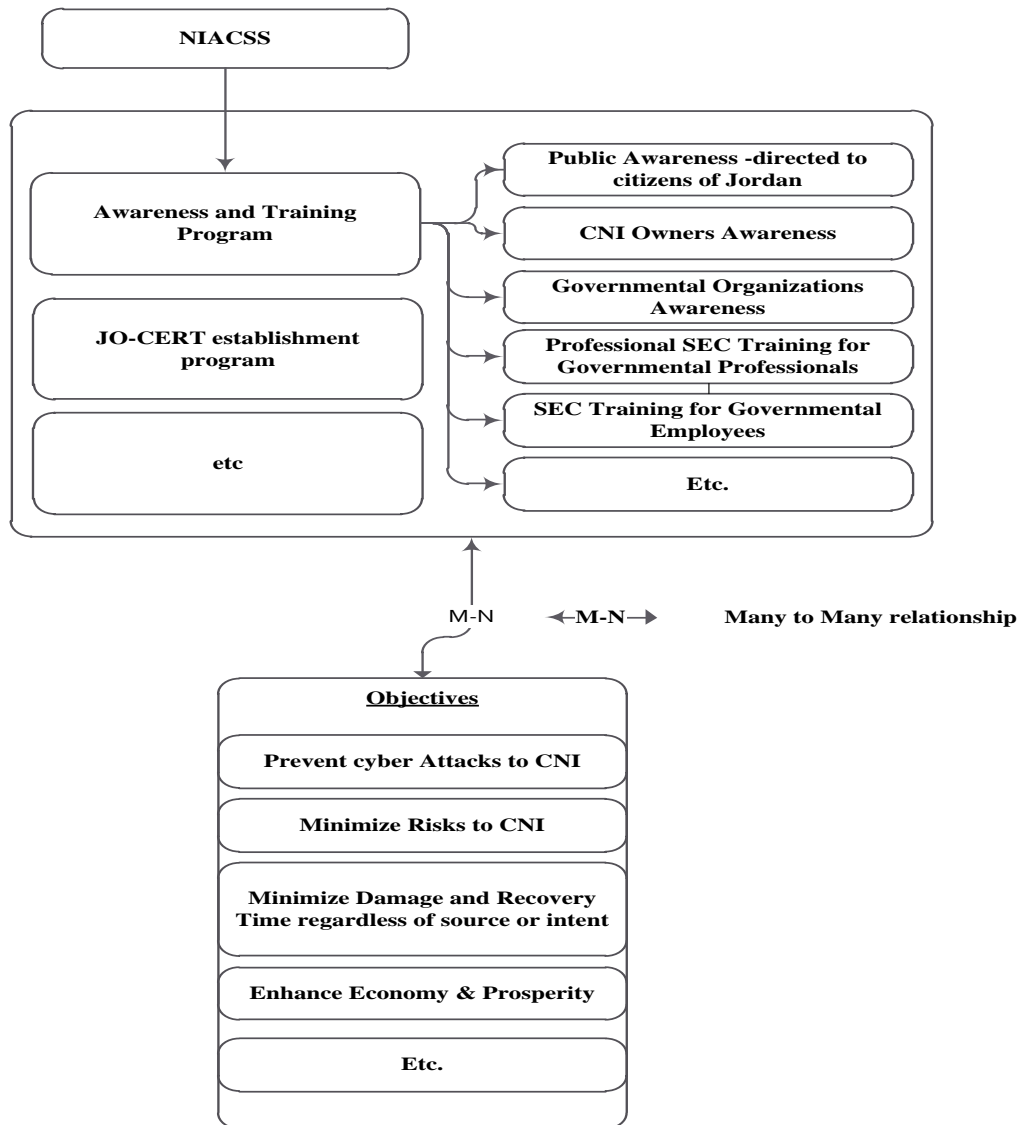 NIACSS
Awareness and Training
Program
JO-CERT establishment
program
etc
Public Awareness -directed to
citizens of Jordan
CNI Owners Awareness
Governmental Organizations
Awareness
Professional SEC Training for
Governmental Professionals
SEC Training for Governmental
Employees
Etc.
M-N
M-N
Many to Many relationship
Objectives
Prevent cyber Attacks to CNI
Minimize Risks to CNI
Minimize Damage and Recovery
Time regardless of source or intent
Enhance Economy & Prosperity
Etc.